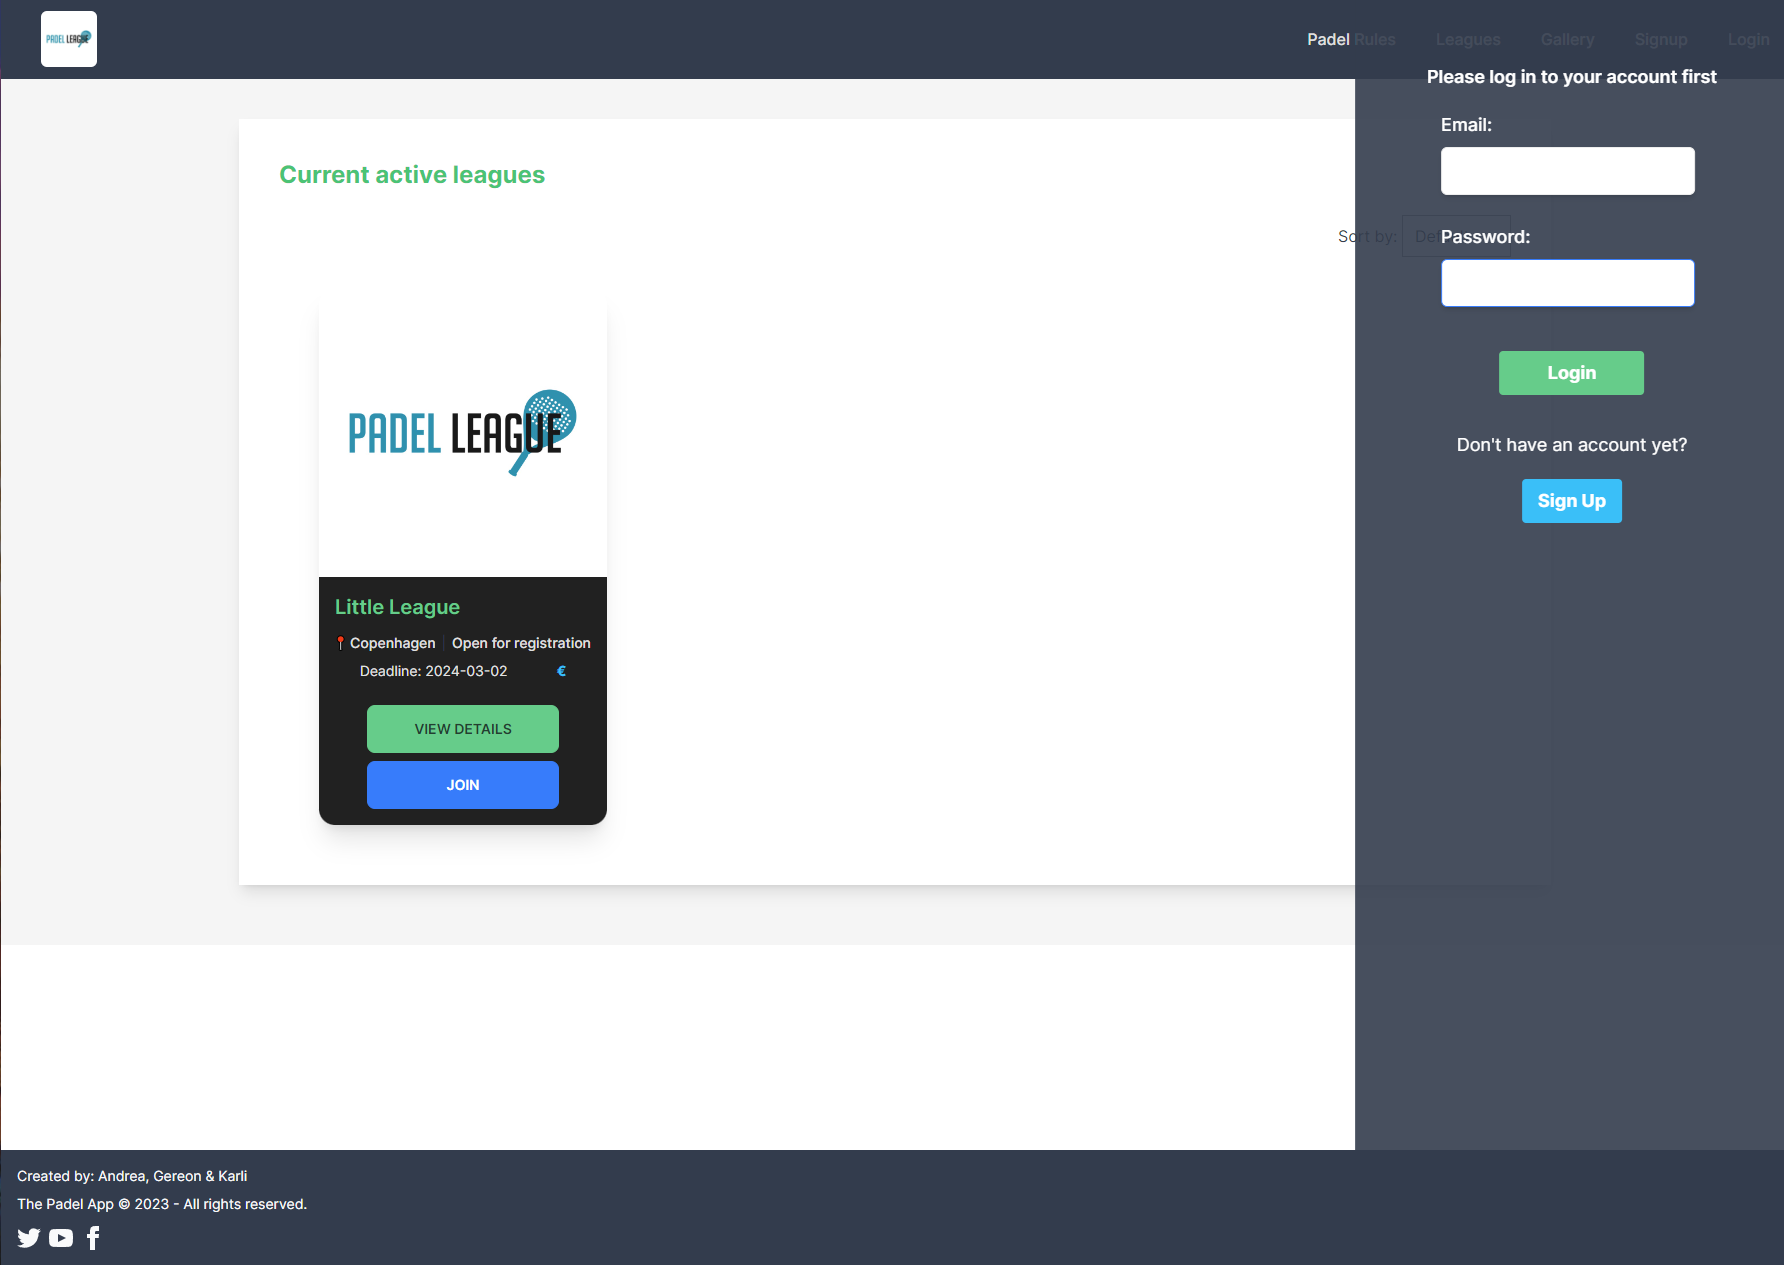 PADEL LEAGUE
Padel Rules
Leagues
Gallery
Signup
Login
Please log in to your account first
Email:
Current active leagues
Sort by:
Password:
Login
Don't have an account yet?
Sign Up
PADEL LEAGUE
Little League
Copenhagen
Open for registration
Deadline: 2024-03-02
€
VIEW DETAILS
JOIN
Created by: Andrea, Gereon & Karli
The Padel App © 2023 - All rights reserved.